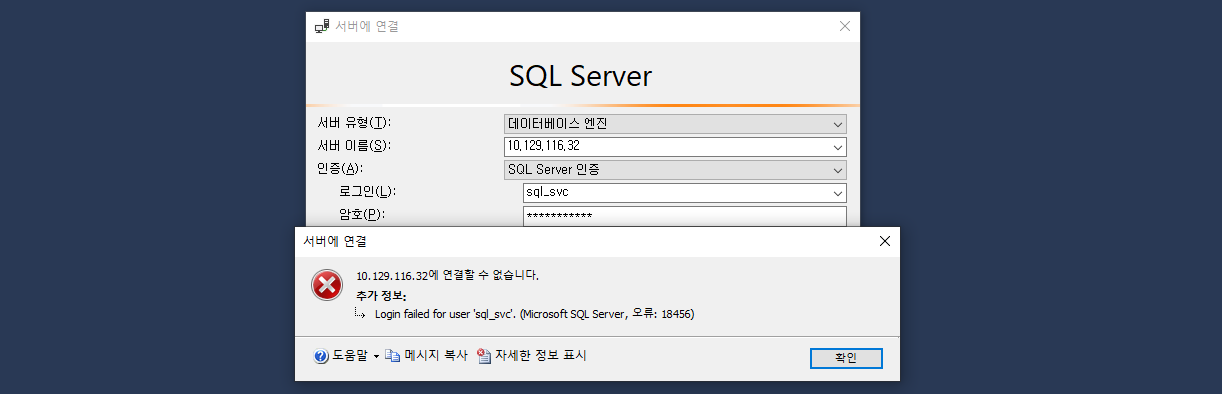 서버에 연결
SQL Server
서버 유형(T):
데이터베이스 엔진
서버 이름(S):
10.129.116.32
인증(A):
SQL Server 인증
로그인(L):
sql_svc
암호(P):
***********
서버에 연결
10.129.116.32에 연결할 수 없습니다.
추가 정보:
Login failed for user 'sql_svc'. (Microsoft SQL Server, 오류: 18456)
도움말 메시지 복사 자세한 정보 표시
확인